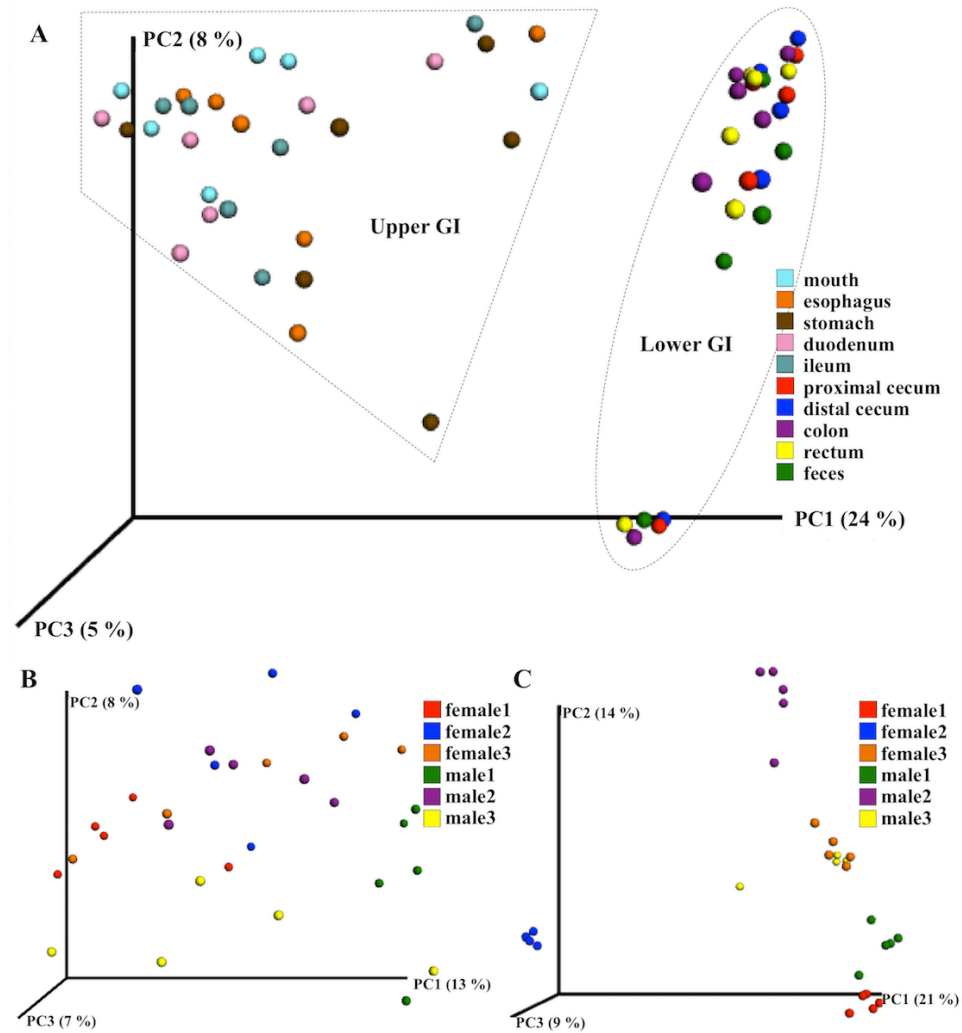 A
PC2 (8 %)
Upper GI
Lower GI
mouth
esophagus
stomach
duodenum
ileum
proximal cecum
distal cecum
colon
rectum
feces
PC1 (24 %)
PC3 (5 %)
B
PC2 (8 %)
female1
female2
female3
male1
male2
male3
PC1 (13 %)
PC3 (7 %)
C
PC2 (14 %)
female1
female2
female3
male1
male2
male3
PC1 (21 %)
PC3 (9 %)